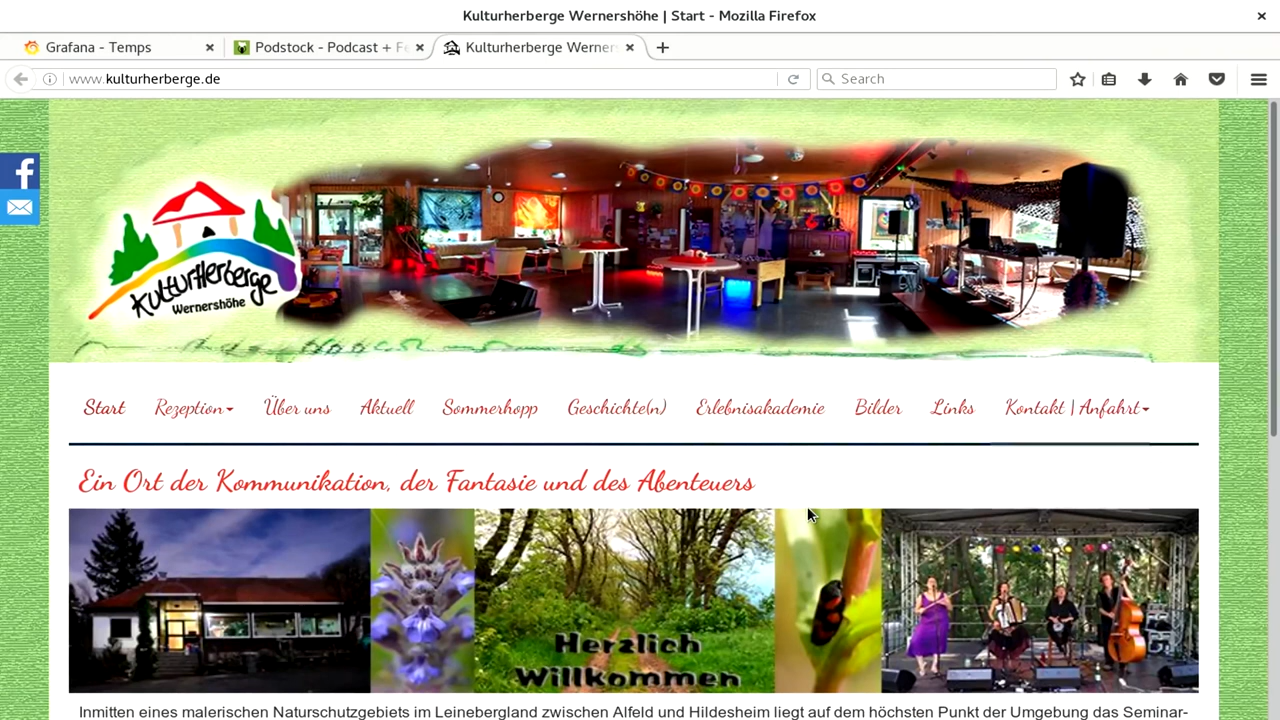 Kulturherberge Wernershöhe | Start - Mozilla Firefox
Grafana - Temps
Podstock - Podcast + Fe
Kulturherberge Werners
www.kulturherberge.de
Search
KulturHerberge
Wernershöhe
Start Rezeption Über uns Aktuell Sommerhopp Geschichte(n) Erlebnisakademie Bilder Links Kontakt | Anfahrt
Ein Ort der Kommunikation, der Fantasie und des Abenteuers
Herzlich
Willkommen
Inmitten eines malerischen Naturschutzgebiets im Leinebergland zwischen Alfeld und Hildesheim liegt auf dem höchsten Punkt der Umgebung das Seminar-